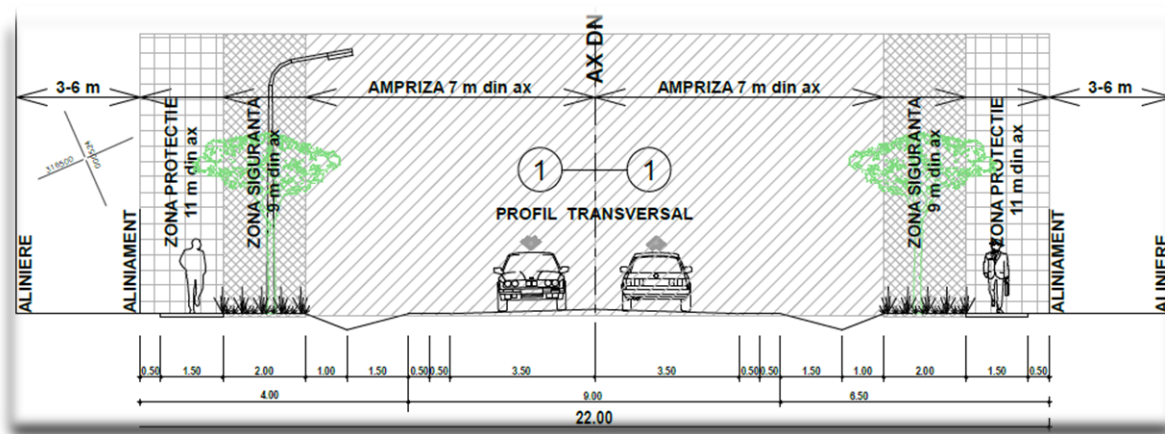 AX DN
3-6 m
AMPRIZA 7 m din ax
AMPRIZA 7 m din ax
3-6 m
ALINIERE
ALINIAMENT
ZONA PROTECTIE
11 m din ax
ZONA SIGURANTA
9 m din ax
1
1
PROFIL TRANSVERSAL
ZONA SIGURANTA
9 m din ax
ZONA PROTECTIE
11 m din ax
ALINIAMENT
ALINIERE
0.50 1.50 2.00 1.00 1.50 0.50 0.50 3.50 3.50 0.50 0.50 1.50 1.00 2.00 1.50 0.50
4.00 9.00 6.50
22.00